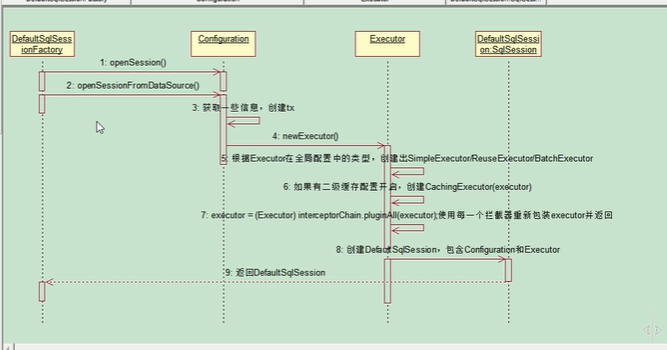 DefaultSqlSess
ionFactory
Configuration
Executor
DefaultSqlSessi
on:SqlSession
1: openSession()
2: openSessionFromDataSource()
3: 获取一些信息，创建tx
4: newExecutor()
5: 根据Executor在全局配置中的类型，创建出SimpleExecutor/ReuseExecutor/BatchExecutor
6: 如果有二级缓存配置开启，创建CachingExecutor(executor)
7: executor = (Executor) interceptorChain.pluginAll(executor);使用每一个拦截器重新包装executor并返回
8: 创建DefaultSqlSession，包含Configuration和Executor
9: 返回DefaultSqlSession